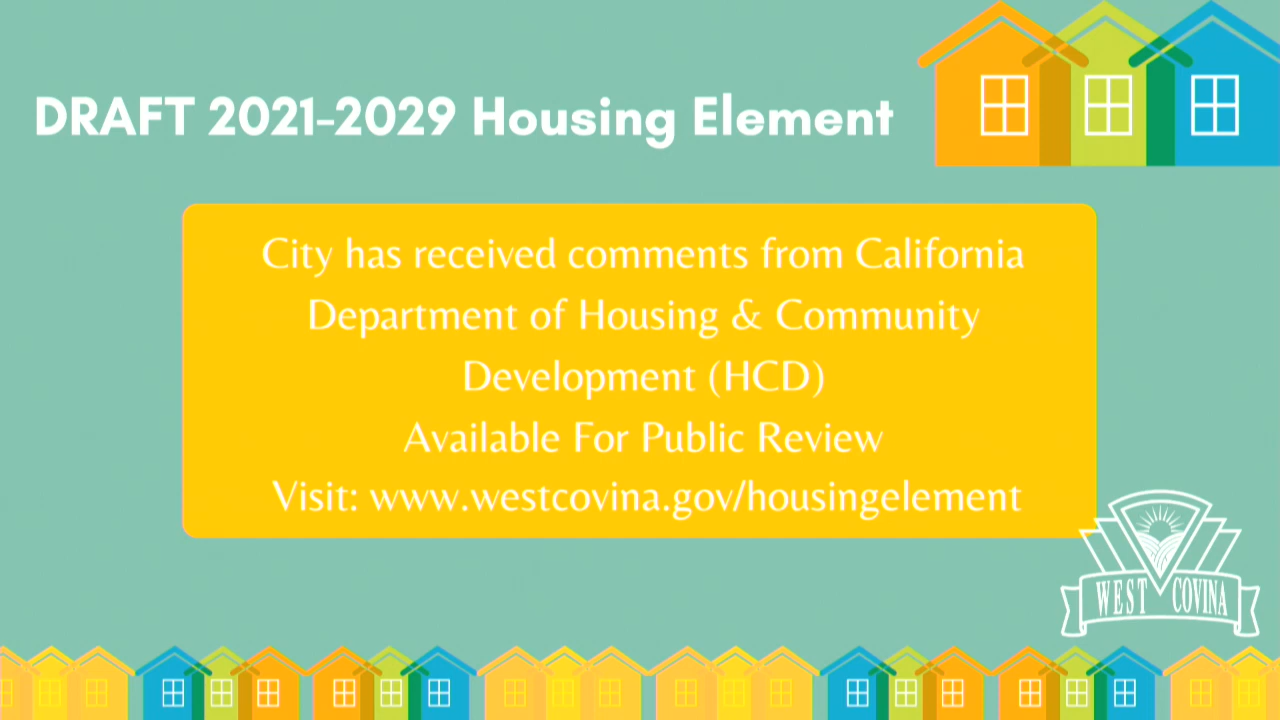 DRAFT 2021-2029 Housing Element
City has received comments from California
Department of Housing & Community
Development (HCD)
Available For Public Review
Visit: www.westcovina.gov/housingelement
WEST COVINA